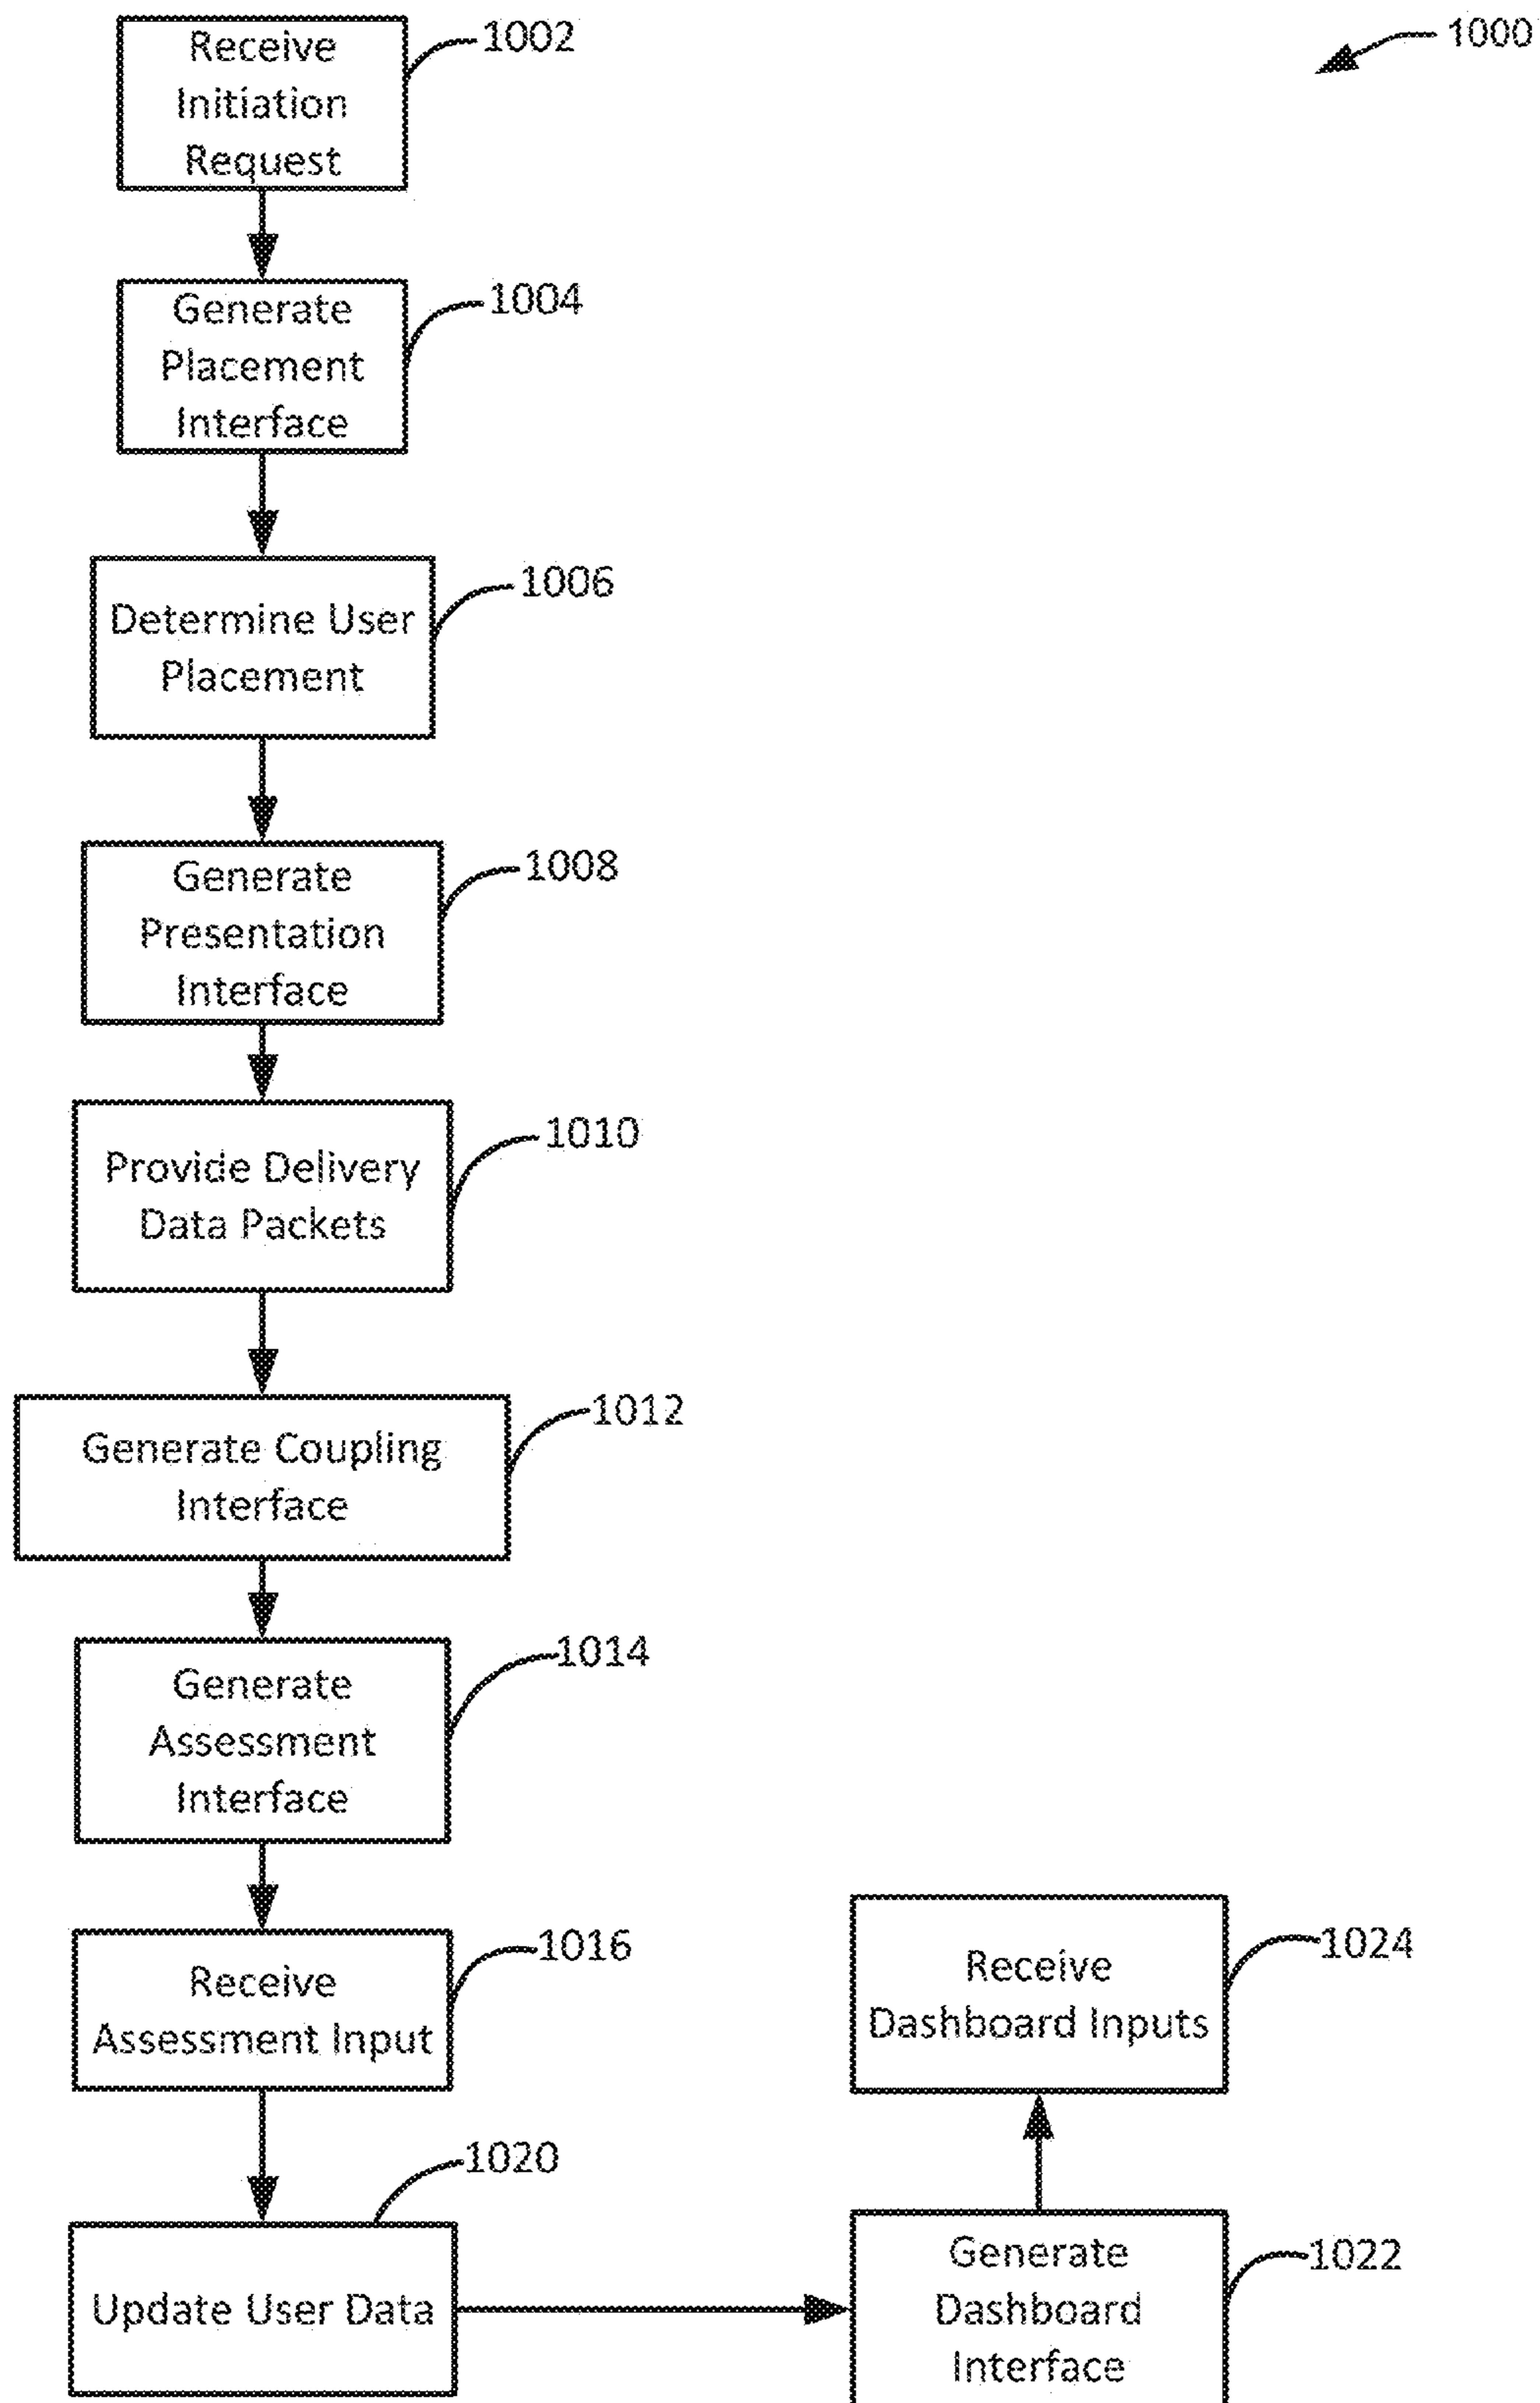 Receive
Initiation
Request
1002
1000
Generate
Placement
Interface
1004
Determine User
Placement
1006
Generate
Presentation
Interface
1008
Provide Delivery
Data Packets
1010
Generate Coupling
Interface
1012
Generate
Assessment
Interface
1014
Receive
Assessment Input
1016
Update User Data
1020
Generate
Dashboard
Interface
1022
Receive
Dashboard Inputs
1024